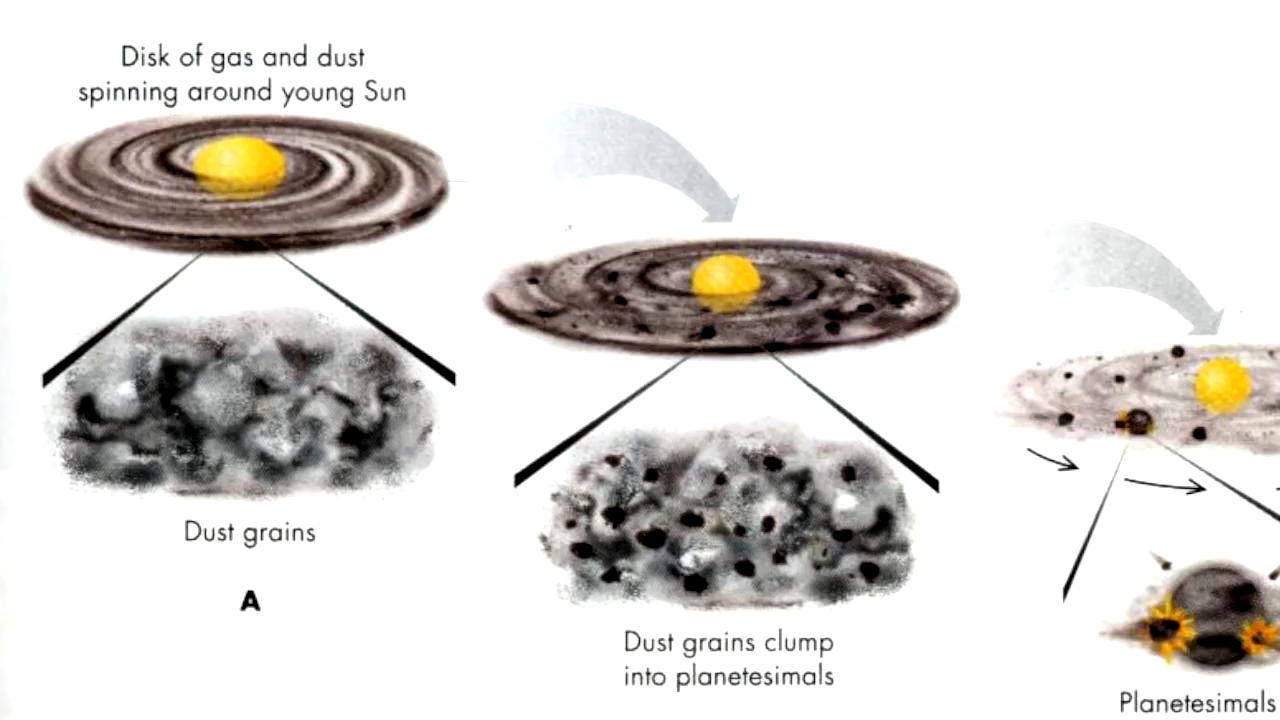 Disk of gas and dust
spinning around young Sun
Dust grains
A
Dust grains clump
into planetesimals
Planetesimals